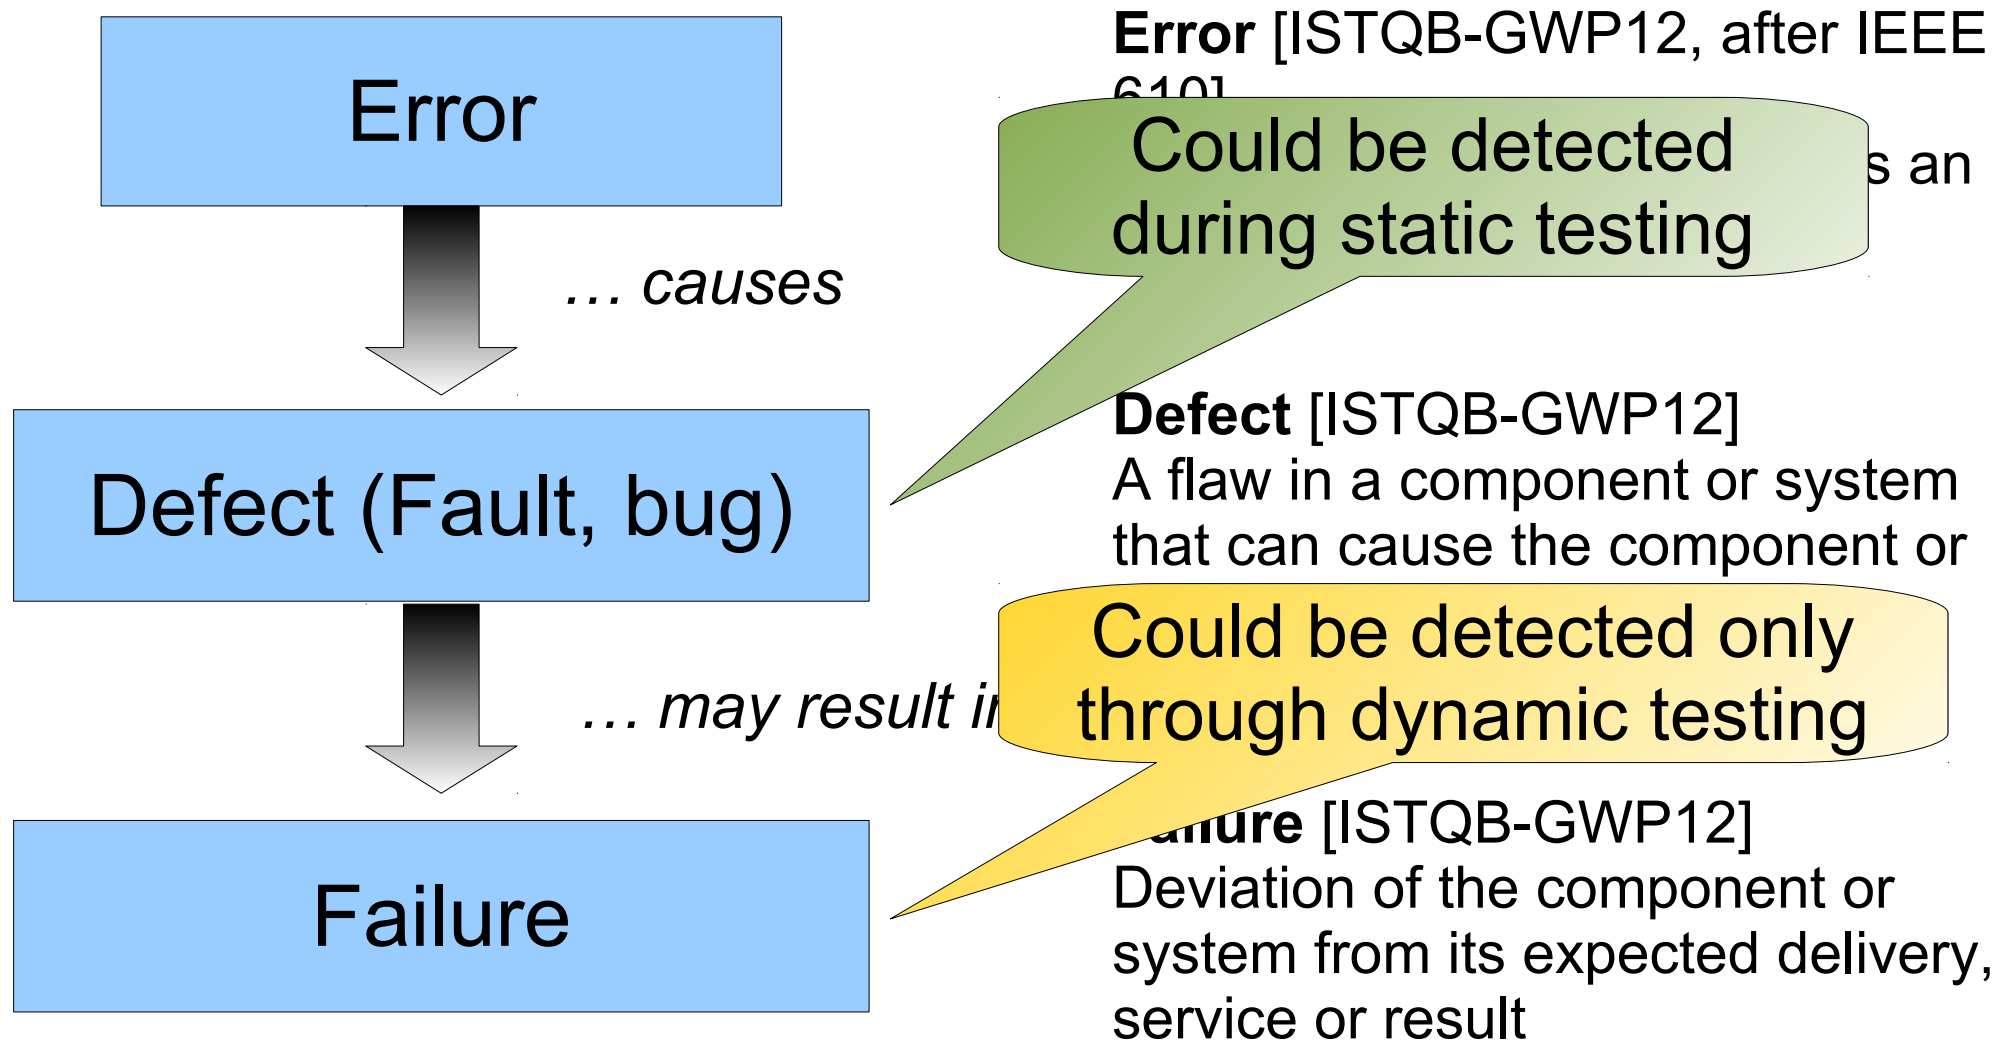 Error
… causes
Defect (Fault, bug)
… may result
Failure
Error [ISTQB-GWP12, after IEEE
610]
s an
Could be detected
during static testing
Defect [ISTQB-GWP12]
A flaw in a component or system
that can cause the component or
Could be detected only
through dynamic testing
Failure [ISTQB-GWP12]
Deviation of the component or
system from its expected delivery,
service or result